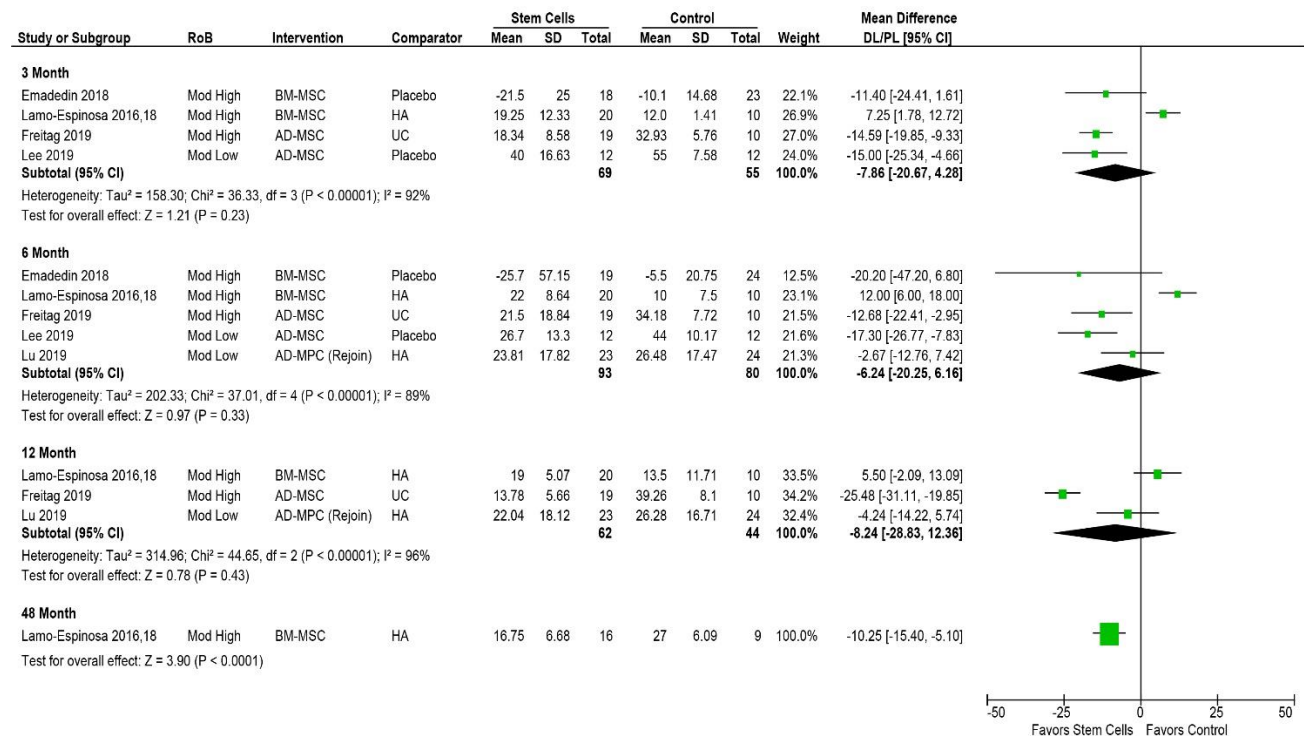 Stem Cells Control Mean Difference
Study or Subgroup RoB Intervention Comparator Mean SD Total Mean SD Total Weight DL/PL [95% CI]
3 Month
Emadedin 2018 Mod High BM-MSC Placebo -21.5 25 18 -10.1 14.68 23 22.1% -11.40 [-24.41, 1.61]
Lamo-Espinosa 2016,18 Mod High BM-MSC HA 19.25 12.33 20 12.0 1.41 10 26.9% 7.25 [1.78, 12.72]
Freitag 2019 Mod High AD-MSC UC 18.34 8.58 19 32.93 5.76 10 27.0% -14.59 [-19.85, -9.33]
Lee 2019 Mod Low AD-MSC Placebo 40 16.63 12 55 7.58 12 24.0% -15.00 [-25.34, -4.66]
Subtotal (95% CI) 69 55 100.0% -7.86 [-20.67, 4.28]
Heterogeneity: Tau² = 158.30; Chi² = 36.33, df = 3 (P < 0.00001); I² = 92%
Test for overall effect: Z = 1.21 (P = 0.23)
6 Month
Emadedin 2018 Mod High BM-MSC Placebo -25.7 57.15 19 -5.5 20.75 24 12.5% -20.20 [-47.20, 6.80]
Lamo-Espinosa 2016,18 Mod High BM-MSC HA 22 8.64 20 10 7.5 10 23.1% 12.00 [6.00, 18.00]
Freitag 2019 Mod High AD-MSC UC 21.5 18.84 19 34.18 7.72 10 21.5% -12.68 [-22.41, -2.95]
Lee 2019 Mod Low AD-MSC Placebo 26.7 13.3 12 44 10.17 12 21.6% -17.30 [-26.77, -7.83]
Lu 2019 Mod Low AD-MPC (Rejoin) HA 23.81 17.82 23 26.48 17.47 24 21.3% -2.67 [-12.76, 7.42]
Subtotal (95% CI) 93 80 100.0% -6.24 [-20.25, 6.16]
Heterogeneity: Tau² = 202.33; Chi² = 37.01, df = 4 (P < 0.00001); I² = 89%
Test for overall effect: Z = 0.97 (P = 0.33)
12 Month
Lamo-Espinosa 2016,18 Mod High BM-MSC HA 19 5.07 20 13.5 11.71 10 33.5% 5.50 [-2.09, 13.09]
Freitag 2019 Mod High AD-MSC UC 13.78 5.66 19 39.26 8.1 10 34.2% -25.48 [-31.11, -19.85]
Lu 2019 Mod Low AD-MPC (Rejoin) HA 22.04 18.12 23 26.28 16.71 24 32.4% -4.24 [-14.22, 5.74]
Subtotal (95% CI) 62 44 100.0% -8.24 [-28.83, 12.36]
Heterogeneity: Tau² = 314.96; Chi² = 44.65, df = 2 (P < 0.00001); I² = 96%
Test for overall effect: Z = 0.78 (P = 0.43)
48 Month
Lamo-Espinosa 2016,18 Mod High BM-MSC HA 16.75 6.68 16 27 6.09 9 100.0% -10.25 [-15.40, -5.10]
Test for overall effect: Z = 3.90 (P < 0.0001)
-50 -25 0 25 50
Favors Stem Cells Favors Control